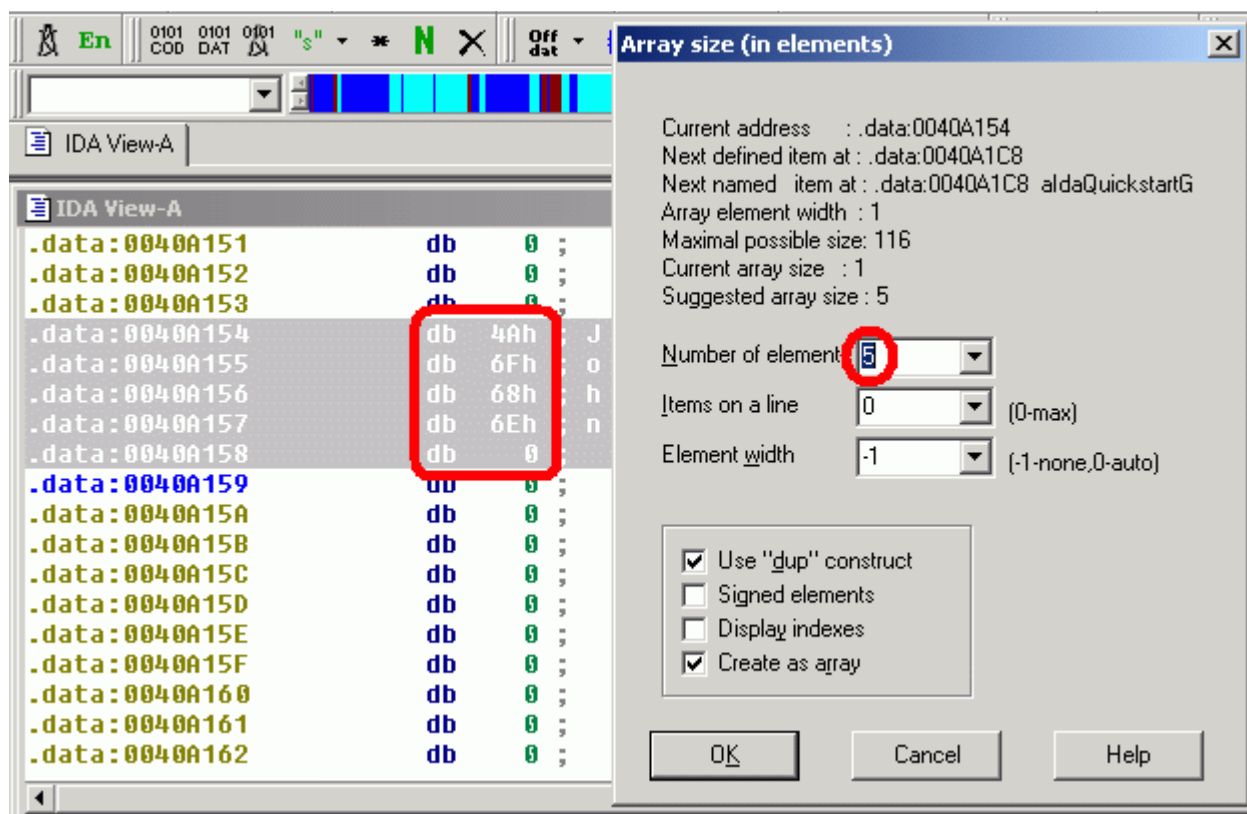 En 0101 COD 0101 DAT "s" * N X Off dat
Array size (in elements)
IDA View-A
IDA View-A
.data:0040A151 db 0 ;
.data:0040A152 db 0 ;
.data:0040A153 db 0 ;
.data:0040A154 db 4Ah ; J
.data:0040A155 db 6Fh ; o
.data:0040A156 db 68h ; h
.data:0040A157 db 6Eh ; n
.data:0040A158 db 0 ;
.data:0040A159 db 0 ;
.data:0040A15A db 0 ;
.data:0040A15B db 0 ;
.data:0040A15C db 0 ;
.data:0040A15D db 0 ;
.data:0040A15E db 0 ;
.data:0040A15F db 0 ;
.data:0040A160 db 0 ;
.data:0040A161 db 0 ;
.data:0040A162 db 0 ;
Current address : .data:0040A154
Next defined item at : .data:0040A1C8
Next named item at : .data:0040A1C8 aIdaQuickstartG
Array element width : 1
Maximal possible size: 116
Current array size : 1
Suggested array size : 5
Number of element 5
Items on a line 0 (0-max)
Element width -1 (-1-none,0-auto)
Use "dup" construct
Signed elements
Display indexes
Create as array
OK Cancel Help